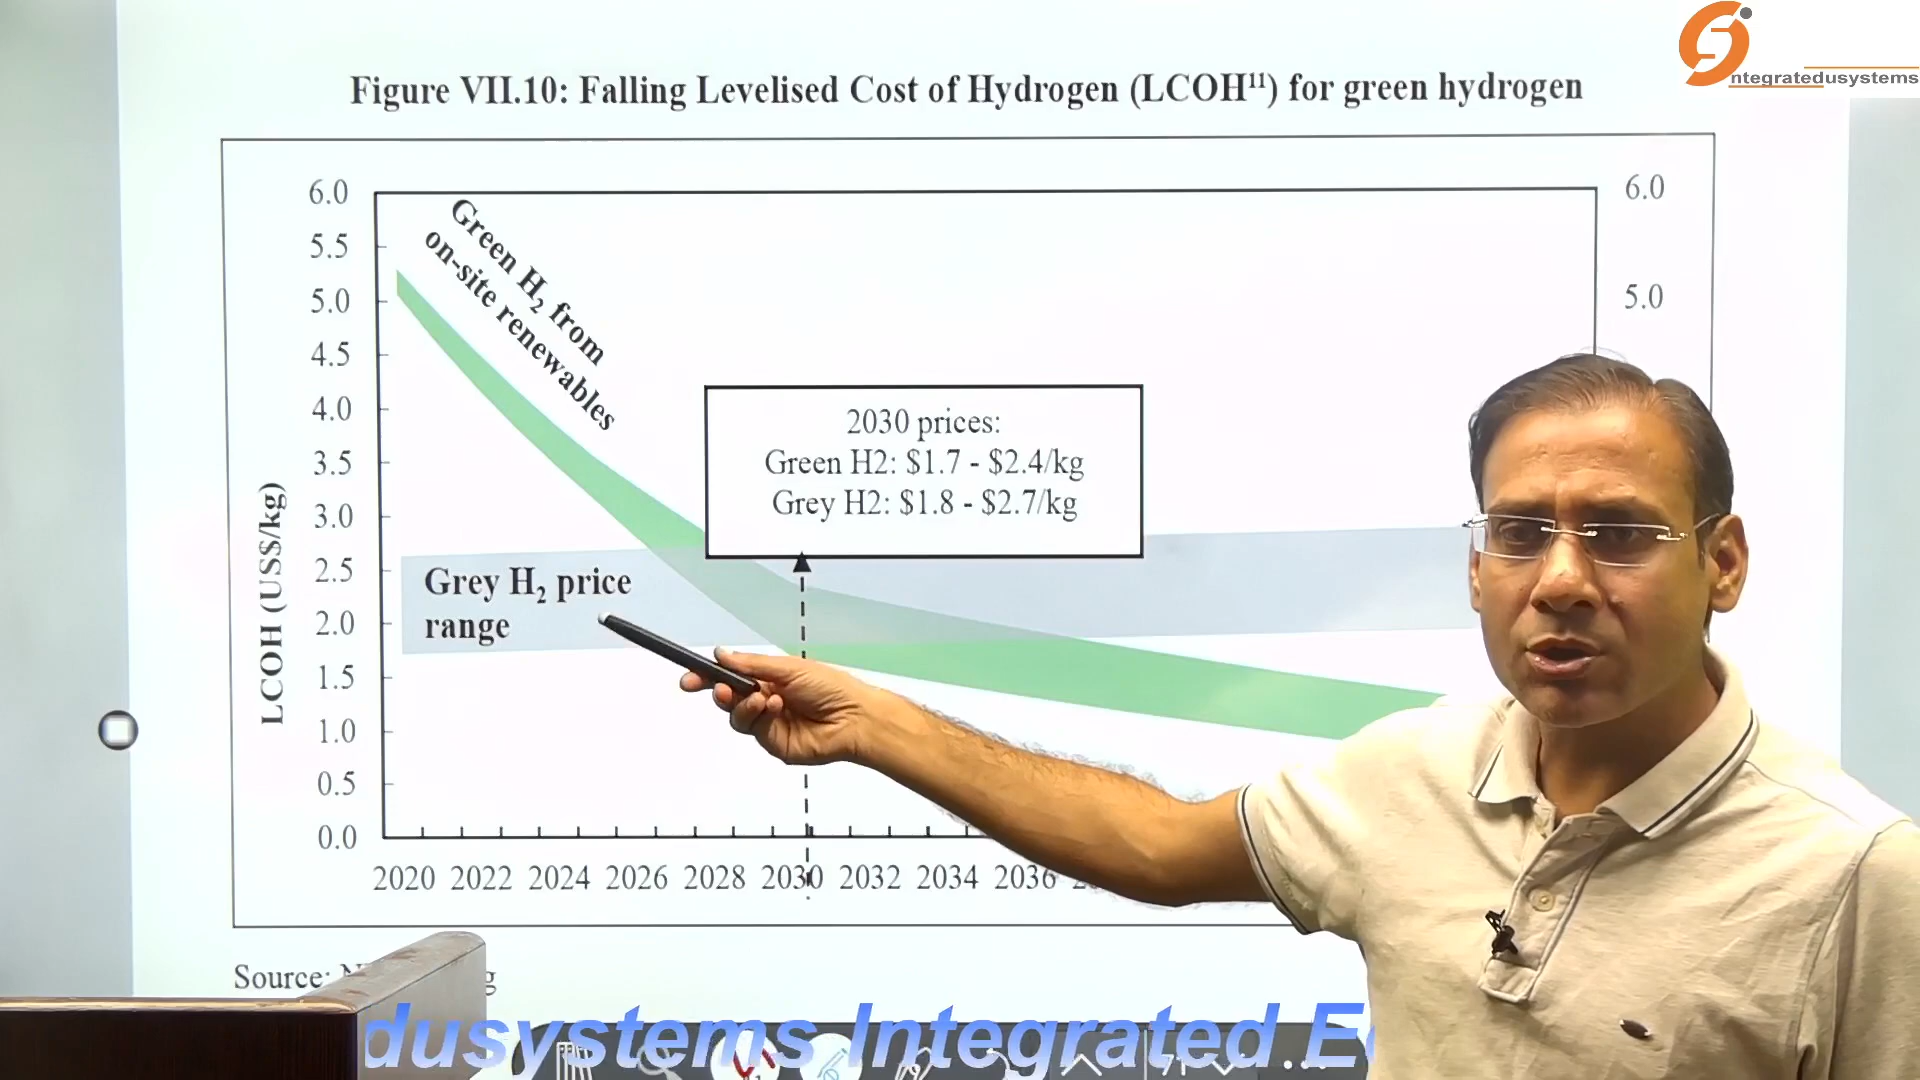 ntegratedusystems
Figure VII.10: Falling Levelised Cost of Hydrogen (LCOH¹¹) for green hydrogen
6.0
5.5
5.0
4.5
4.0
3.5
3.0
2.5
2.0
1.5
1.0
0.5
0.0
6.0
5.0
LCOH (US$/kg)
Green H₂ from
on-site renewables
2030 prices:
Green H2: $1.7 - $2.4/kg
Grey H2: $1.8 - $2.7/kg
Grey H₂ price
range
2020 2022 2024 2026 2028 2030 2032 2034 2036
Source:
dusystems Integrated E